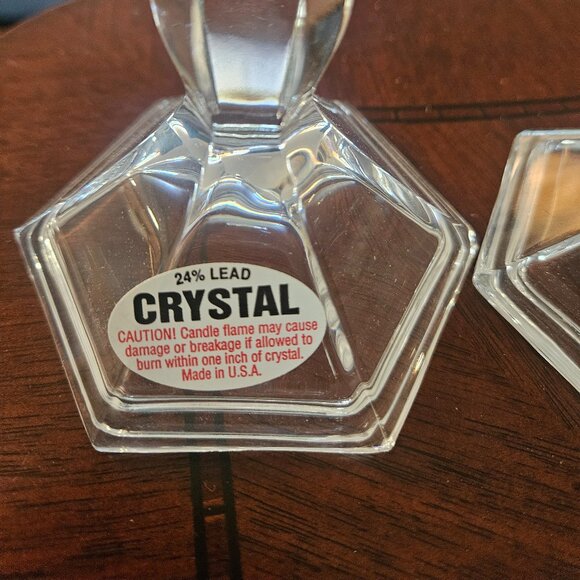 24% LEAD
CRYSTAL
CAUTION! Candle flame may cause
damage or breakage if allowed to
burn within one inch of crystal.
Made in U.S.A.